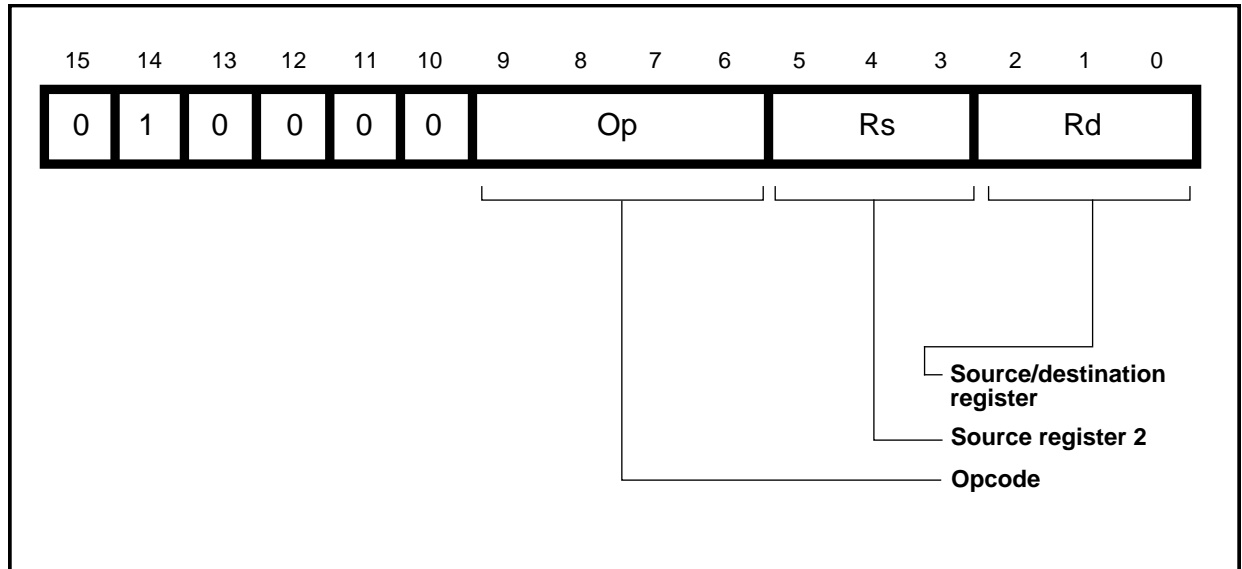 15 14 13 12 11 10 9 8 7 6 5 4 3 2 1 0
0 1 0 0 0 0 Op Rs Rd
Source/destination
register
Source register 2
Opcode